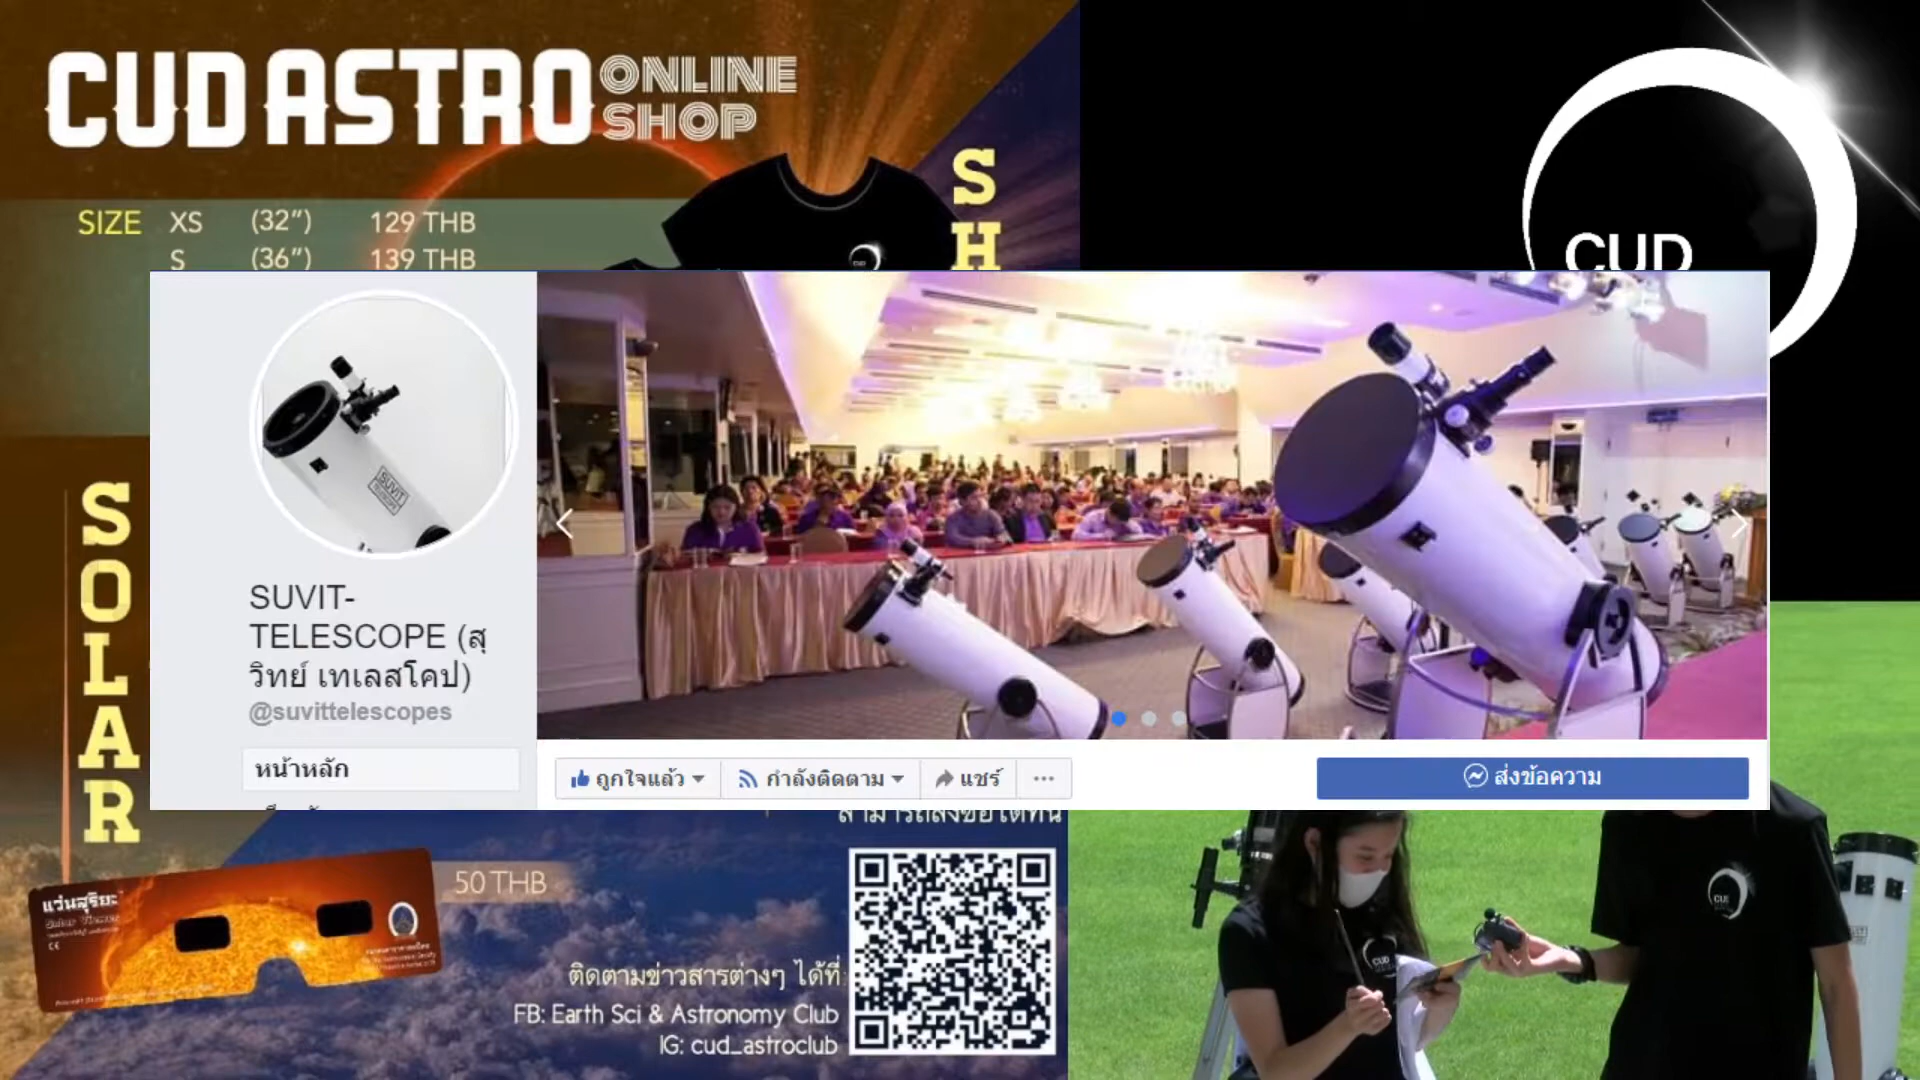 CUD ASTRO ONLINE
SHOP
SIZE XS (32") 129 THB
S (36") 139 THB
SH
CUD
SOLAR
SUVIT
SUVIT-
TELESCOPE (สุ
วิทย์ เทเลสโคป)
@suvittelescopes
หน้าหลัก
ถูกใจแล้ว
กำลังติดตาม
แชร์
ส่งข้อความ
แว่นสุริยะ
50 THB
ติดตามข่าวสารต่างๆ ได้ที่
FB: Earth Sci & Astronomy Club
IG: cud_astroclub
CUD
CUD